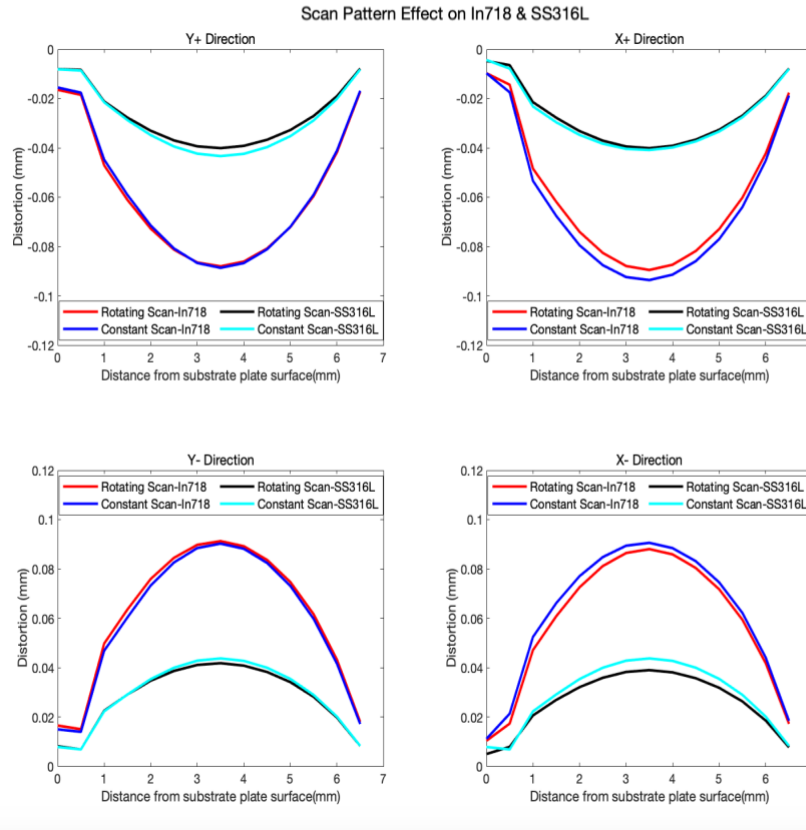 Scan Pattern Effect on In718 & SS316L
Y+ Direction
0
-0.02
-0.04
-0.06
-0.08
-0.1
-0.12
Distortion (mm)
Rotating Scan-In718 Rotating Scan-SS316L
Constant Scan-In718 Constant Scan-SS316L
0 1 2 3 4 5 6 7
Distance from substrate plate surface(mm)
X+ Direction
0
-0.02
-0.04
-0.06
-0.08
-0.1
-0.12
Distortion (mm)
Rotating Scan-In718 Rotating Scan-SS316L
Constant Scan-In718 Constant Scan-SS316L
0 1 2 3 4 5 6
Distance from substrate plate surface(mm)
Y- Direction
0.12
0.1
0.08
0.06
0.04
0.02
0
Distortion (mm)
Rotating Scan-In718 Rotating Scan-SS316L
Constant Scan-In718 Constant Scan-SS316L
0 1 2 3 4 5 6 7
Distance from substrate plate surface(mm)
X- Direction
0.12
0.1
0.08
0.06
0.04
0.02
0
Distortion (mm)
Rotating Scan-In718 Rotating Scan-SS316L
Constant Scan-In718 Constant Scan-SS316L
0 1 2 3 4 5 6
Distance from substrate plate surface(mm)